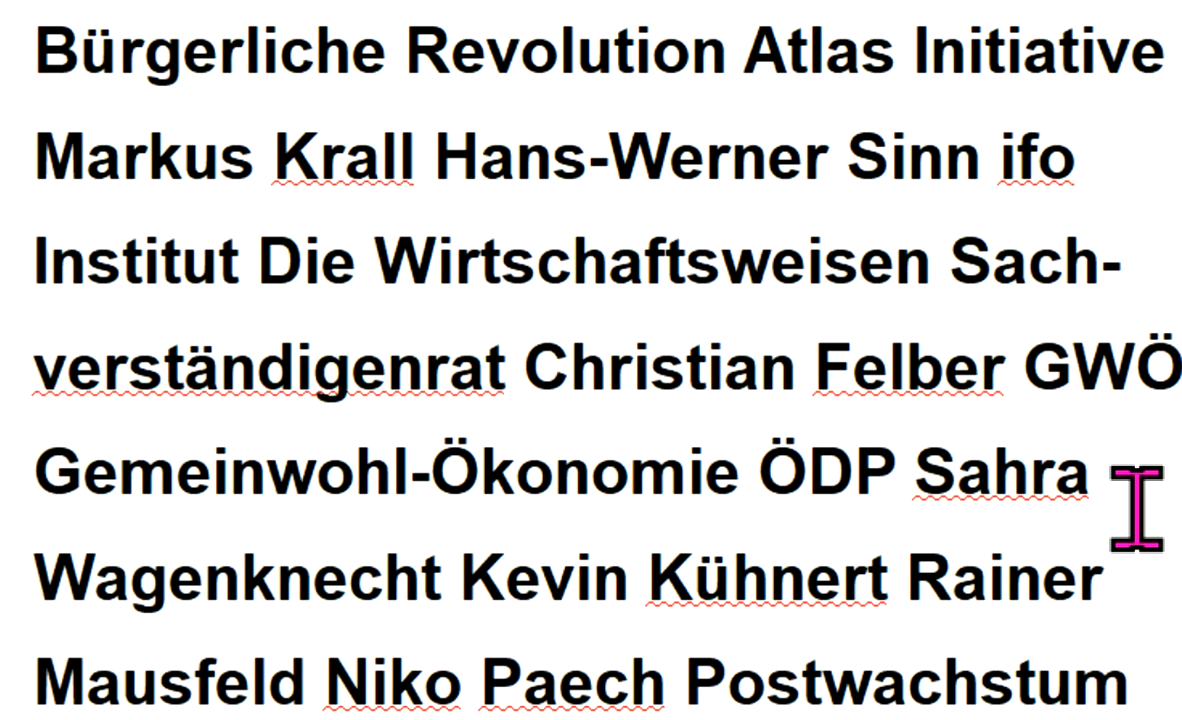 Bürgerliche Revolution Atlas Initiative
Markus Krall Hans-Werner Sinn ifo
Institut Die Wirtschaftsweisen Sach-
verständigenrat Christian Felber GWÖ
Gemeinwohl-Ökonomie ÖDP Sahra
Wagenknecht Kevin Kühnert Rainer
Mausfeld Niko Paech Postwachstum